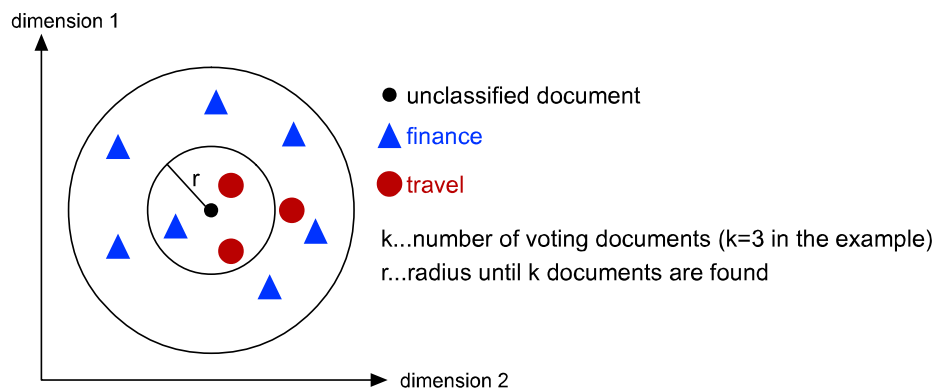 dimension 1
unclassified document
finance
r
travel
k...number of voting documents (k=3 in the example)
r...radius until k documents are found
dimension 2